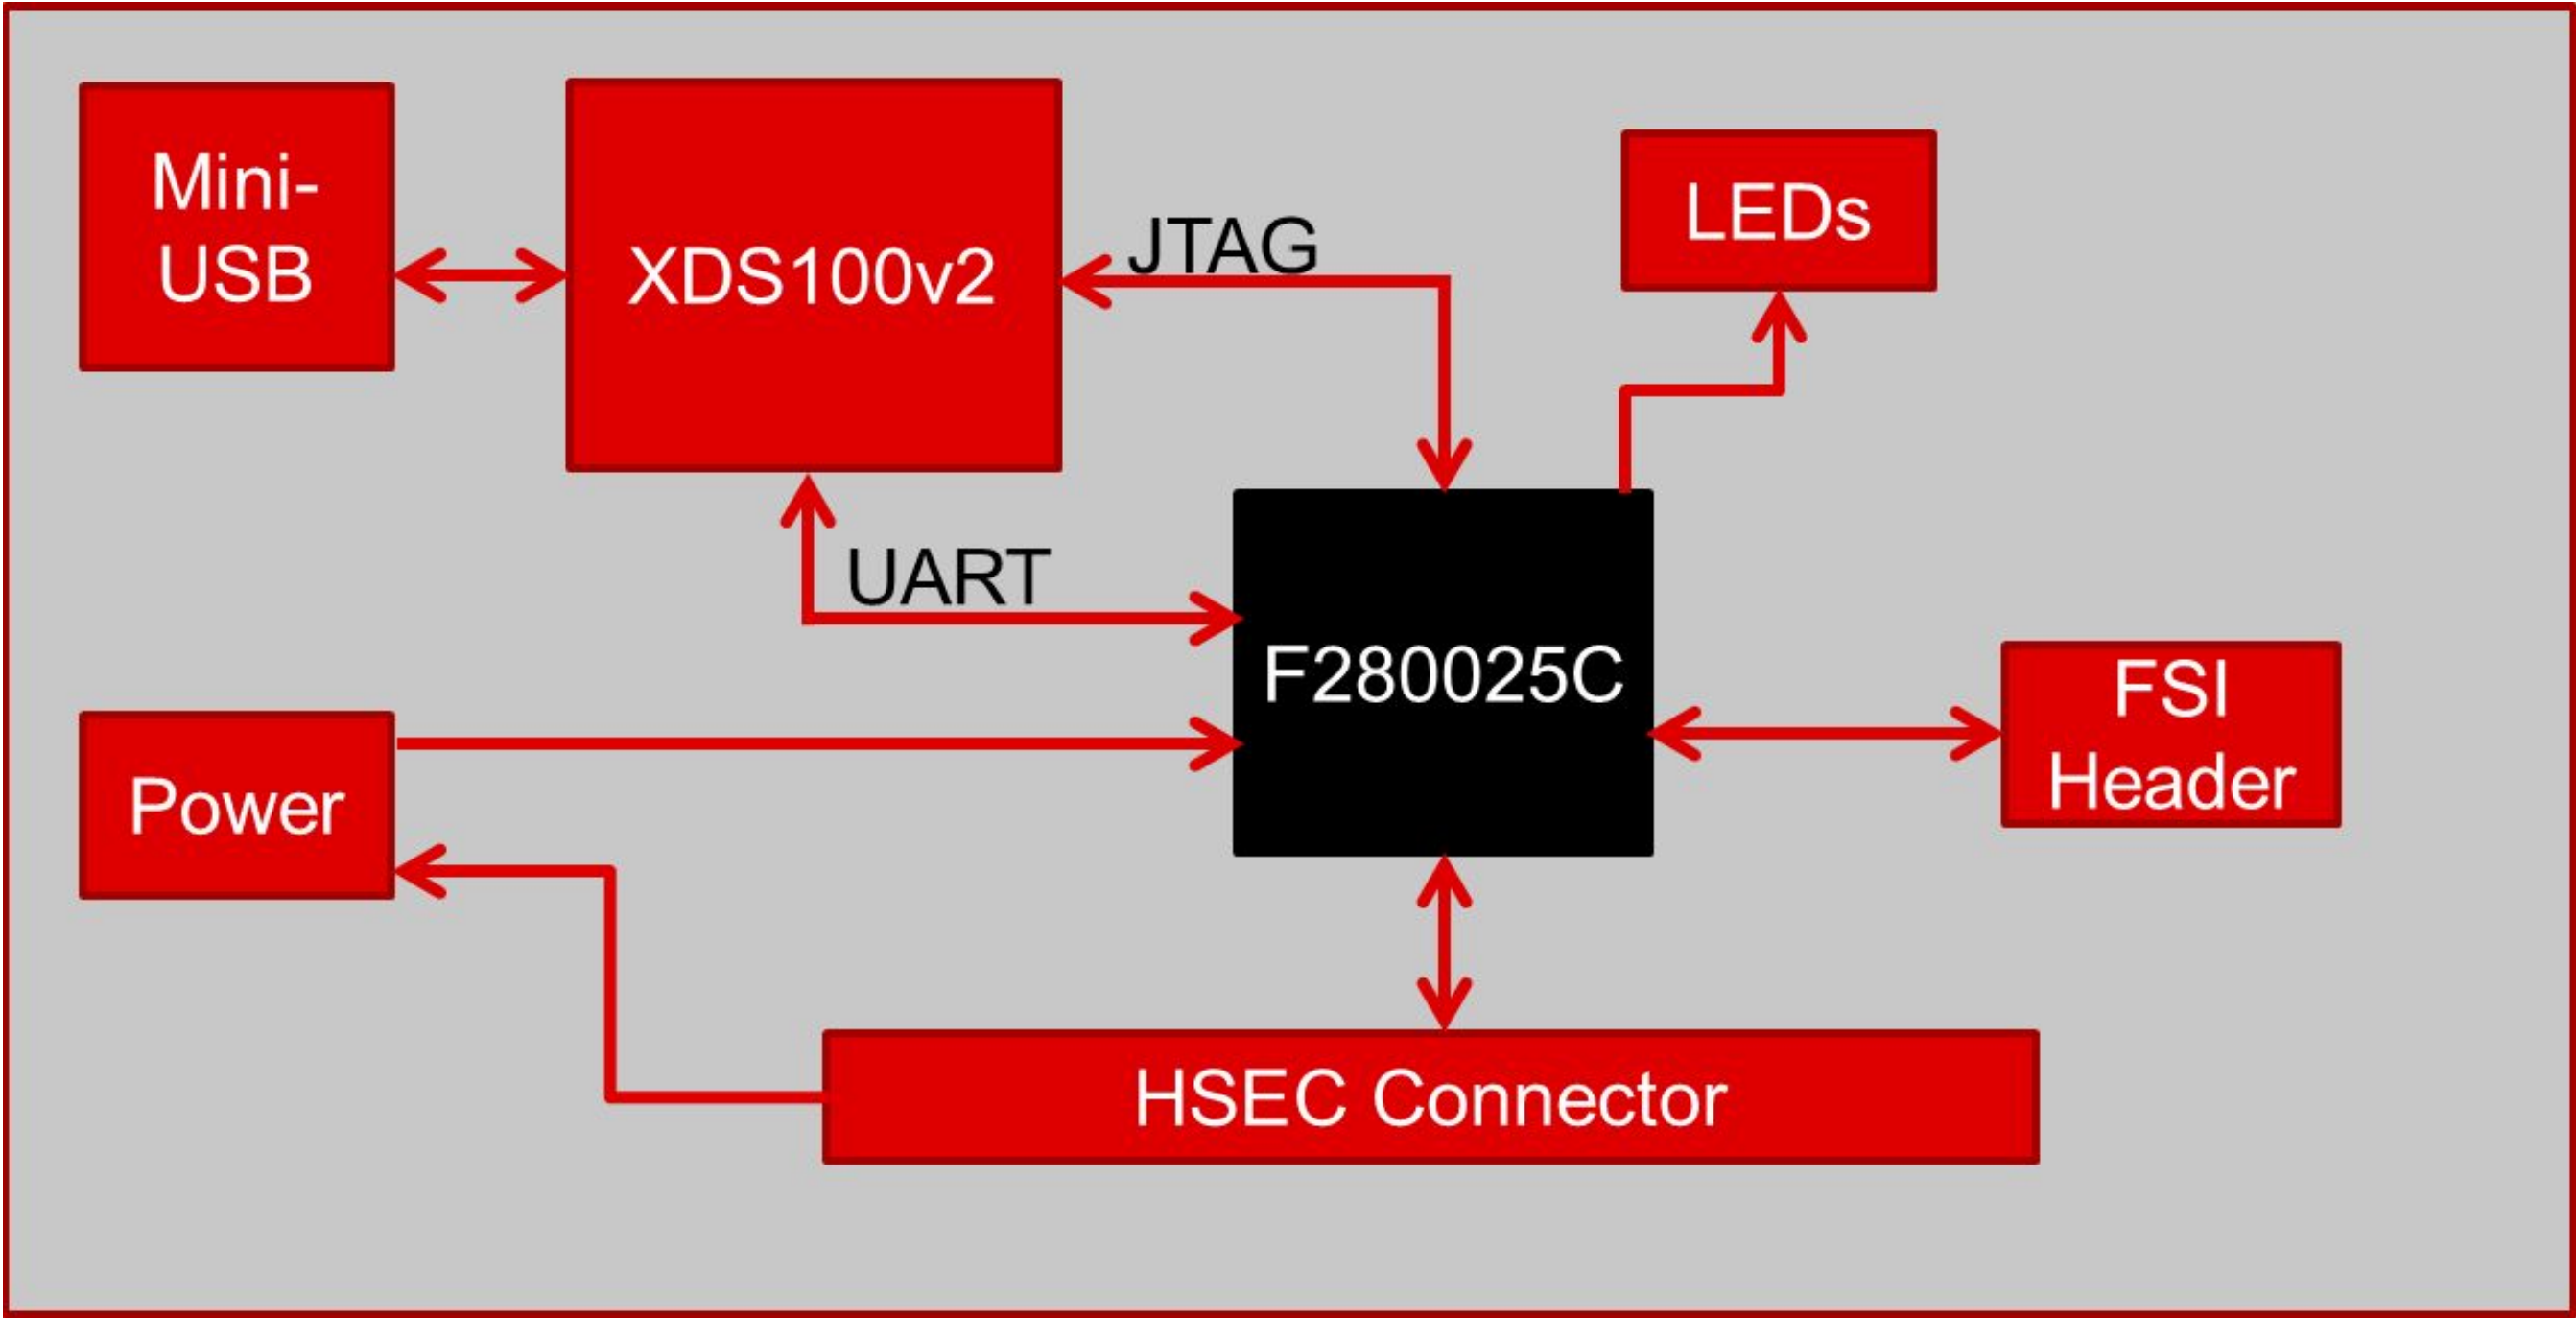 Mini-
USB
XDS100v2
JTAG
LEDs
UART
F280025C
Power
FSI
Header
HSEC Connector